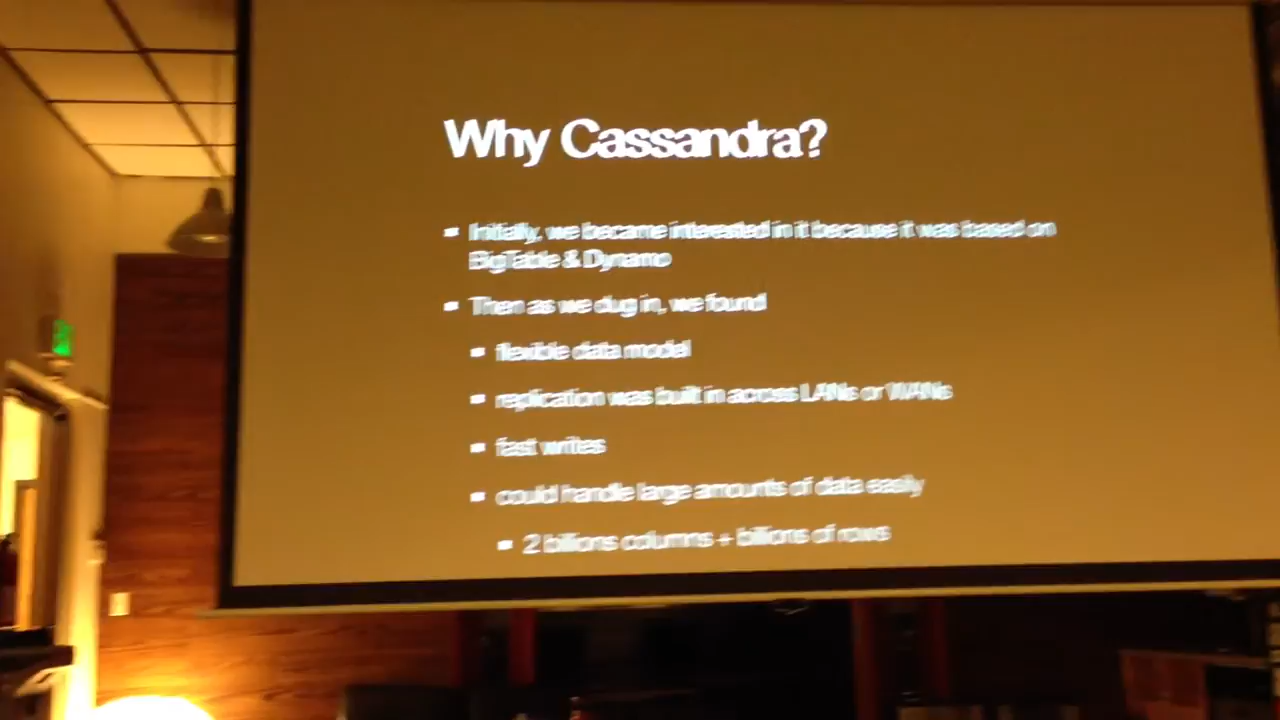 Why Cassandra?
Initially, we became interested in it because it was based on
BigTable & Dynamo
Then as we dug in, we found
flexible data model
replication was built in across LANs or WANs
fast writes
could handle large amounts of data easily
2 billions columns + billions of rows